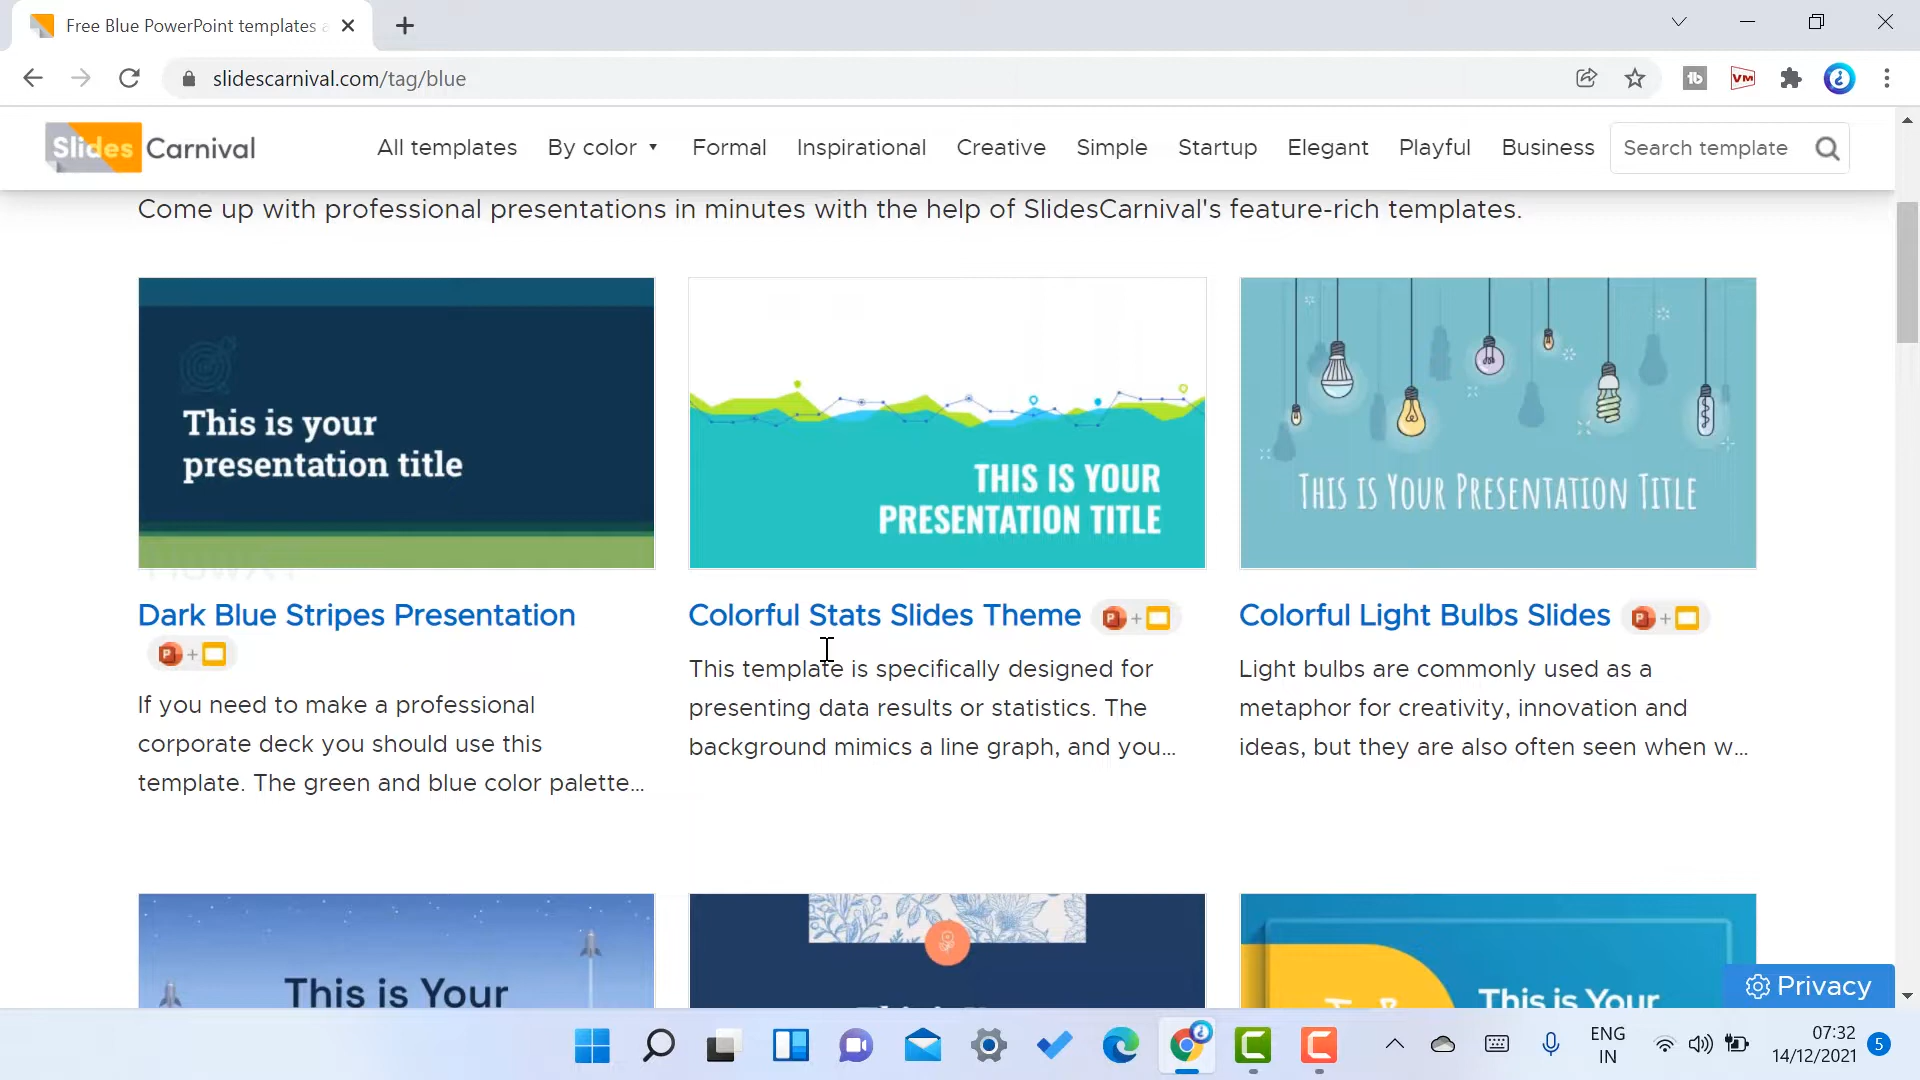 Free Blue PowerPoint templates a
slidescarnival.com/tag/blue
tb
VM
Slides Carnival
All templates
By color
Formal
Inspirational
Creative
Simple
Startup
Elegant
Playful
Business
Search template
Come up with professional presentations in minutes with the help of SlidesCarnival's feature-rich templates.
This is your
presentation title
THIS IS YOUR
PRESENTATION TITLE
THIS IS YOUR PRESENTATION TITLE
Dark Blue Stripes Presentation
P +
If you need to make a professional
corporate deck you should use this
template. The green and blue color palette...
Colorful Stats Slides Theme P +
This template is specifically designed for
presenting data results or statistics. The
background mimics a line graph, and you...
Colorful Light Bulbs Slides P +
Light bulbs are commonly used as a
metaphor for creativity, innovation and
ideas, but they are also often seen when w...
This is Your
This is Your
Privacy
ENG
IN
07:32
14/12/2021
5